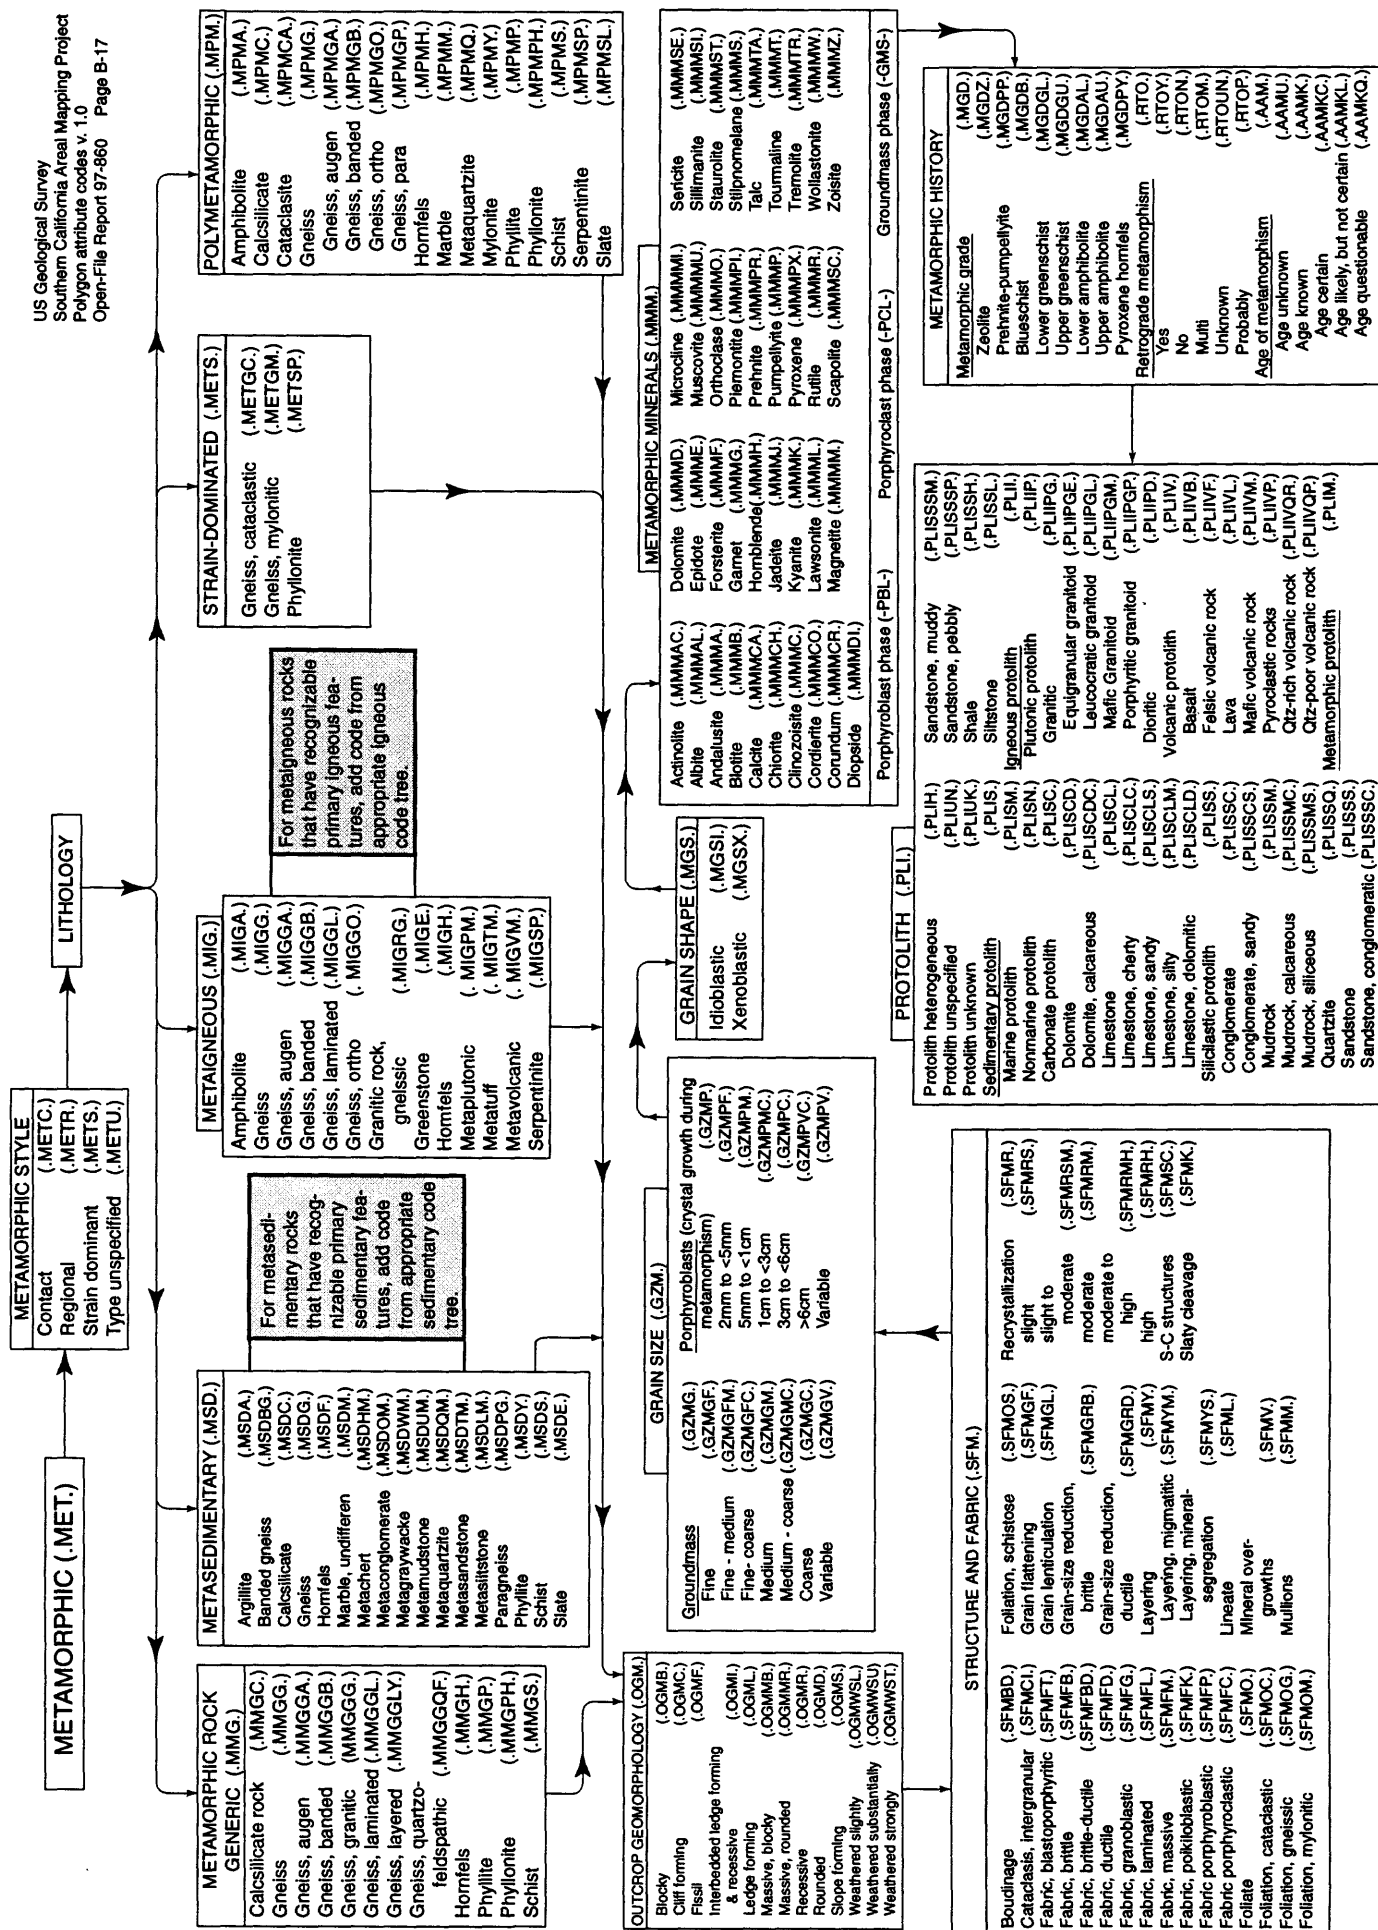 US Geological Survey
Southern California Areal Mapping Project
Polygon attribute codes v. 1.0
Open-File Report 97-860 Page B-17
METAMORPHIC (.MET.)
METAMORPHIC STYLE
Contact (.METC.)
Regional (.METR.)
Strain dominant (.METS.)
Type unspecified (.METU.)
LITHOLOGY
METAMORPHIC ROCK
GENERIC (.MMG.)
Calcsilicate rock (.MMGC.)
Gneiss (.MMGG.)
Gneiss, augen (.MMGGA.)
Gneiss, banded (.MMGGB.)
Gneiss, granitic (MMGGG.)
Gneiss, laminated (.MMGGL.)
Gneiss, layered (.MMGGLY.)
Gneiss, quartzo-
feldspathic (.MMGGQF.)
Hornfels (.MMGH.)
Phyllite (.MMGP.)
Phyllonite (.MMGPH.)
Schist (.MMGS.)
METASEDIMENTARY (.MSD.)
Argillite (.MSDA.)
Banded gneiss (.MSDBG.)
Calcsilicate (.MSDC.)
Gneiss (.MSDG.)
Hornfels (.MSDF.)
Marble, undifferen (.MSDM.)
Metachert (.MSDHM.)
Metaconglomerate (.MSDOM.)
Metagraywacke (.MSDWM.)
Metamudstone (.MSDUM.)
Metaquartzite (.MSDQM.)
Metasandstone (.MSDTM.)
Metasiltstone (.MSDLM.)
Paragneiss (.MSDPG.)
Phyllite (.MSDY.)
Schist (.MSDS.)
Slate (.MSDE.)
For metasedi-
mentary rocks
that have recog-
nizable primary
sedimentary fea-
tures, add code
from appropriate
sedimentary code
tree.
METAIGNEOUS (.MIG.)
Amphibolite (.MIGA.)
Gneiss (.MIGG.)
Gneiss, augen (.MIGGA.)
Gneiss, banded (.MIGGB.)
Gneiss, laminated (.MIGGL.)
Gneiss, ortho (. MIGGO.)
Granitic rock,
gneissic (.MIGRG.)
Greenstone (.MIGE.)
Hornfels (.MIGH.)
Metaplutonic (. MIGPM.)
Metatuff (. MIGTM.)
Metavolcanic (. MIGVM.)
Serpentinite (.MIGSP.)
For metaigneous rocks
that have recognizable
primary igneous fea-
tures, add code from
appropriate igneous
code tree.
STRAIN-DOMINATED (.METS.)
Gneiss, cataclastic (.METGC.)
Gneiss, mylonitic (.METGM.)
Phyllonite (.METSP.)
POLYMETAMORPHIC (.MPM.)
Amphibolite (.MPMA.)
Calcsilicate (.MPMC.)
Cataclasite (.MPMCA.)
Gneiss (.MPMG.)
Gneiss, augen (.MPMGA.)
Gneiss, banded (.MPMGB.)
Gneiss, ortho (.MPMGO.)
Gneiss, para (.MPMGP.)
Hornfels (.MPMH.)
Marble (.MPMM.)
Metaquartzite (.MPMQ.)
Mylonite (.MPMY.)
Phyllite (.MPMP.)
Phyllonite (.MPMPH.)
Schist (.MPMS.)
Serpentinite (.MPMSP.)
Slate (.MPMSL.)
OUTCROP GEOMORPHOLOGY (.OGM.)
Blocky (.OGMB.)
Cliff forming (.OGMC.)
Fissil (.OGMF.)
Interbedded ledge forming
& recessive (.OGMI.)
Ledge forming (.OGML.)
Massive, blocky (.OGMMB.)
Massive, rounded (.OGMMR.)
Recessive (.OGMR.)
Rounded (.OGMD.)
Slope forming (.OGMS.)
Weathered slightly (.OGMWSL.)
Weathered substantially (.OGMWSU)
Weathered strongly (.OGMWST.)
GRAIN SIZE (.GZM.)
Groundmass (.GZMG.)
Fine (.GZMGF.)
Fine - medium (.GZMGFM.)
Fine- coarse (.GZMGFC.)
Medium (.GZMGM.)
Medium - coarse (.GZMGMC.)
Coarse (.GZMGC.)
Variable (.GZMGV.)
Porphyroblasts (crystal growth during
metamorphism) (.GZMP.)
2mm to <5mm (.GZMPF.)
5mm to <1cm (.GZMPM.)
1cm to <3cm (.GZMPMC.)
3cm to <6cm (.GZMPC.)
>6cm (.GZMPVC.)
Variable (.GZMPV.)
GRAIN SHAPE (.MGS.)
Idioblastic (.MGSI.)
Xenoblastic (.MGSX.)
METAMORPHIC MINERALS (.MMM.)
Actinolite (.MMMAC.)
Albite (.MMMAL.)
Andalusite (.MMMA.)
Biotite (.MMMB.)
Calcite (.MMMCA.)
Chlorite (.MMMCH.)
Clinozoisite (.MMMC.)
Cordierite (.MMMCO.)
Corundum (.MMMCR.)
Diopside (.MMMDI.)
Dolomite (.MMMD.)
Epidote (.MMME.)
Forsterite (.MMMF.)
Garnet (.MMMG.)
Hornblende(.MMMH.)
Jadeite (.MMMJ.)
Kyanite (.MMMK.)
Lawsonite (.MMML.)
Magnetite (.MMMM.)
Microcline (.MMMMI.)
Muscovite (.MMMMU.)
Orthoclase (.MMMO.)
Piemontite (.MMMPI.)
Prehnite (.MMMPR.)
Pumpellyite (.MMMP.)
Pyroxene (.MMMPX.)
Rutile (.MMMR.)
Scapolite (.MMMSC.)
Sericite (.MMMSE.)
Sillimanite (.MMMSI.)
Staurolite (.MMMST.)
Stilpnomelane (.MMMS.)
Talc (.MMMTA.)
Tourmaline (.MMMT.)
Tremolite (.MMMTR.)
Wollastonite (.MMMW.)
Zoisite (.MMMZ.)
Porphyroblast phase (-PBL-) Porphyroclast phase (-PCL-) Groundmass phase (-GMS-)
STRUCTURE AND FABRIC (.SFM.)
Boudinage (.SFMBD.)
Cataclasis, intergranular (.SFMCI.)
Fabric, blastoporphyritic (.SFMFT.)
Fabric, brittle (.SFMFB.)
Fabric, brittle-ductile (.SFMFBD.)
Fabric, ductile (.SFMFD.)
Fabric, granoblastic (.SFMFG.)
Fabric, laminated (.SFMFL.)
Fabric, massive (.SFMFM.)
Fabric, poikiloblastic (.SFMFK.)
Fabric porphyroblastic (.SFMFP.)
Fabric porphyroclastic (.SFMFC.)
Foliate (.SFMO.)
Foliation, cataclastic (.SFMOC.)
Foliation, gneissic (.SFMOG.)
Foliation, mylonitic (.SFMOM.)
Foliation, schistose (.SFMOS.)
Grain flattening (.SFMGF.)
Grain lenticulation (.SFMGL.)
Grain-size reduction,
brittle (.SFMGRB.)
Grain-size reduction,
ductile (.SFMGRD.)
Layering (.SFMY.)
Layering, migmatitic (.SFMYM.)
Layering, mineral-
segregation (.SFMYS.)
Lineate (.SFML.)
Mineral over-
growths (.SFMV.)
Mullions (.SFMM.)
Recrystallization (.SFMR.)
slight (.SFMRS.)
slight to
moderate (.SFMRSM.)
moderate (.SFMRM.)
moderate to
high (.SFMRMH.)
high (.SFMRH.)
S-C structures (.SFMSC.)
Slaty cleavage (.SFMK.)
PROTOLITH (.PLI.)
Protolith heterogeneous (.PLIH.)
Protolith unspecified (.PLIUN.)
Protolith unknown (.PLIUK.)
Sedimentary protolith (.PLIS.)
Marine protolith (.PLISM.)
Nonmarine protolith (.PLISN.)
Carbonate protolith (.PLISC.)
Dolomite (.PLISCD.)
Dolomite, calcareous (.PLISCDC.)
Limestone (.PLISCL.)
Limestone, cherty (.PLISCLC.)
Limestone, sandy (.PLISCLS.)
Limestone, silty (.PLISCLM.)
Limestone, dolomitic (.PLISCLD.)
Siliclastic protolith (.PLISS.)
Conglomerate (.PLISSC.)
Conglomerate, sandy (.PLISSCS.)
Mudrock (.PLISSM.)
Mudrock, calcareous (.PLISSMC.)
Mudrock, siliceous (.PLISSMS.)
Quartzite (.PLISSQ.)
Sandstone (.PLISSS.)
Sandstone, conglomeratic (.PLISSSC.)
Sandstone, muddy (.PLISSSM.)
Sandstone, pebbly (.PLISSSP.)
Shale (.PLISSH.)
Siltstone (.PLISSL.)
Igneous protolith (.PLII.)
Plutonic protolith (.PLIIP.)
Granitic (.PLIIPG.)
Equigranular granitoid (.PLIIPGE.)
Leucocratic granitoid (.PLIIPGL.)
Mafic Granitoid (.PLIIPGM.)
Porphyritic granitoid (.PLIIPGP.)
Dioritic (.PLIIPD.)
Volcanic protolith (.PLIIV.)
Basalt (.PLIIVB.)
Felsic volcanic rock (.PLIIVF.)
Lava (.PLIIVL.)
Mafic volcanic rock (.PLIIVM.)
Pyroclastic rocks (.PLIIVP.)
Qtz-rich volcanic rock (.PLIIVQR.)
Qtz-poor volcanic rock (.PLIIVQP.)
Metamorphic protolith (.PLIM.)
METAMORPHIC HISTORY
Metamorphic grade (.MGD.)
Zeolite (.MGDZ.)
Prehnite-pumpellyite (.MGDPP.)
Blueschist (.MGDB.)
Lower greenschist (.MGDGL.)
Upper greenschist (.MGDGU.)
Lower amphibolite (.MGDAL.)
Upper amphibolite (.MGDAU.)
Pyroxene hornfels (.MGDPY.)
Retrograde metamorphism (.RTO.)
Yes (.RTOY.)
No (.RTON.)
Multi (.RTOM.)
Unknown (.RTOUN.)
Probably (.RTOP.)
Age of metamorphism (.AAM.)
Age unknown (.AAMU.)
Age known (.AAMK.)
Age certain (.AAMKC.)
Age likely, but not certain (.AAMKL.)
Age questionable (.AAMKQ.)